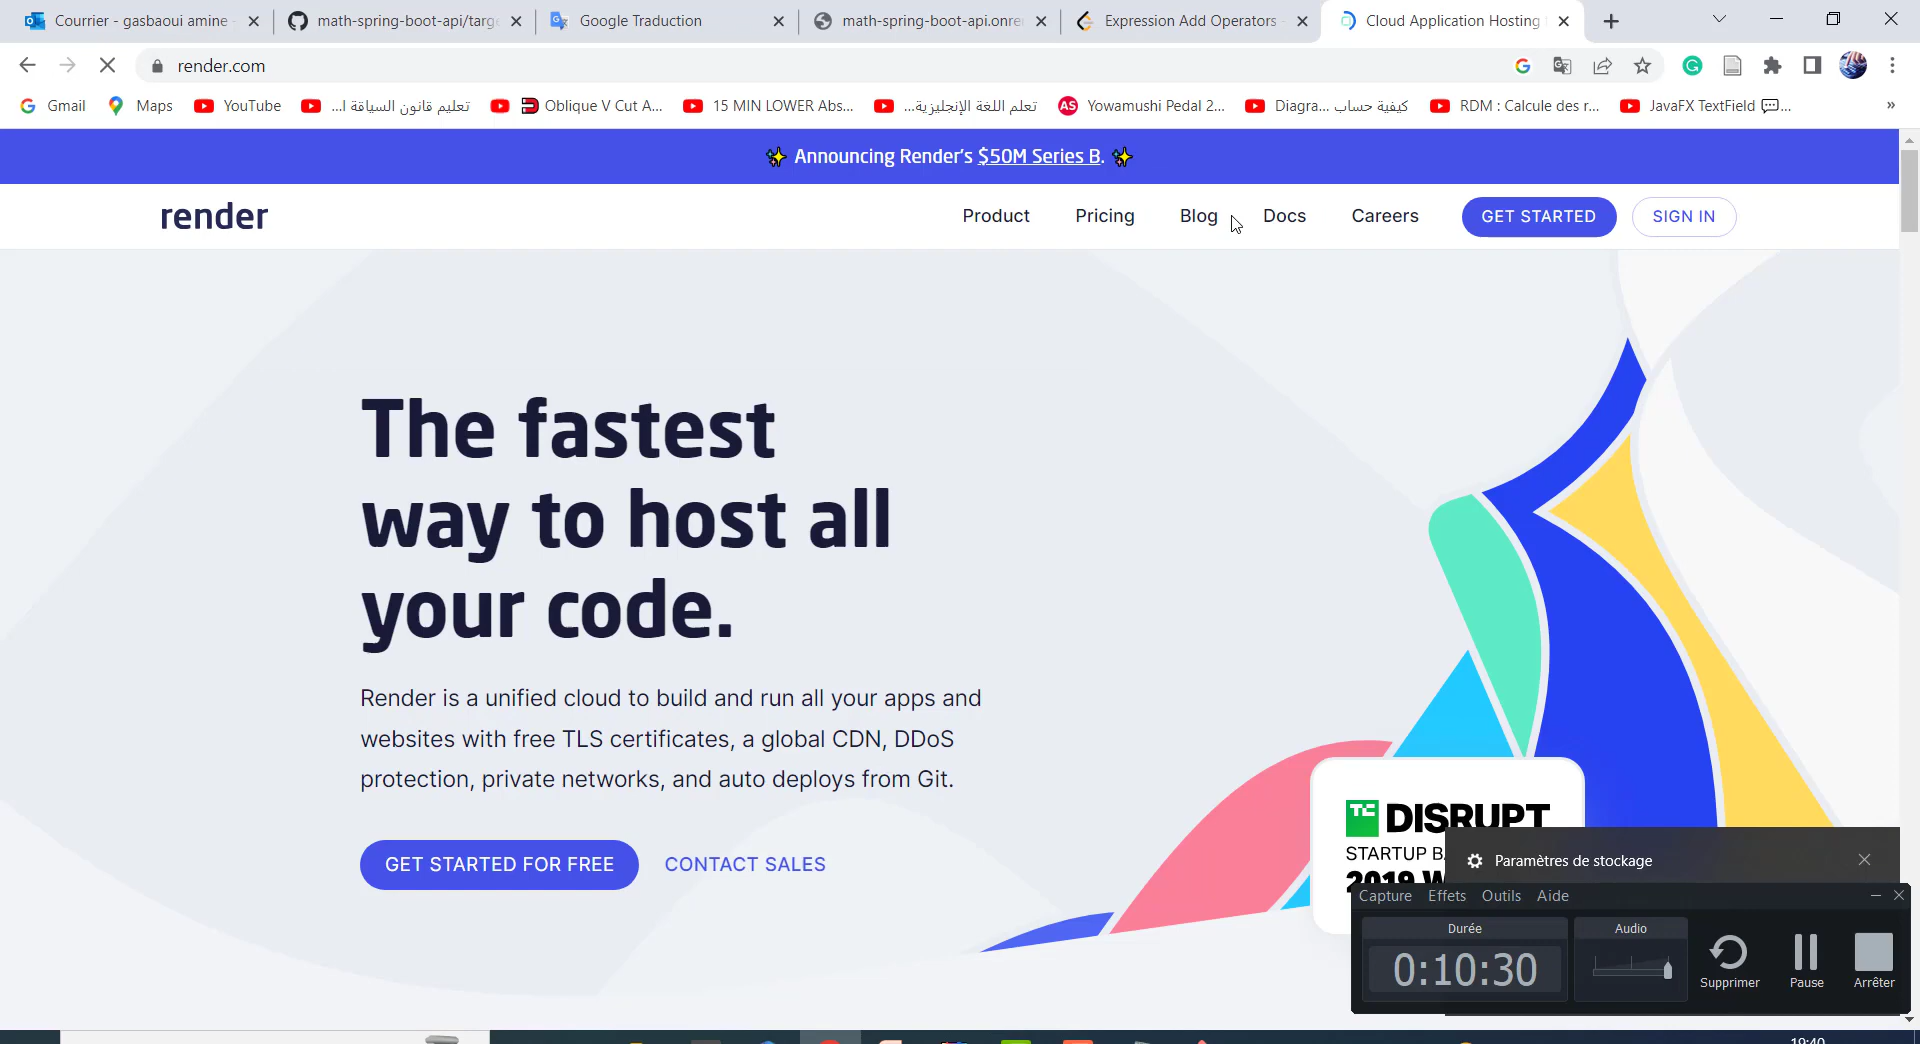 Courrier - gasbaoui amine
math-spring-boot-api/targe
Google Traduction
math-spring-boot-api.onre
Expression Add Operators -
Cloud Application Hosting
render.com
Gmail
Maps
YouTube
تعليم قانون السياقة ا...
Oblique V Cut A...
15 MIN LOWER Abs...
تعلم اللغة الإنجليزية...
AS
Yowamushi Pedal 2...
Diagra... كيفية حساب
RDM : Calcule des r...
JavaFX TextField 💬...
»
✨ Announcing Render's $50M Series B. ✨
render
Product
Pricing
Blog
Docs
Careers
GET STARTED
SIGN IN
The fastest
way to host all
your code.
Render is a unified cloud to build and run all your apps and
websites with free TLS certificates, a global CDN, DDoS
protection, private networks, and auto deploys from Git.
GET STARTED FOR FREE
CONTACT SALES
TC DISRUPT
STARTUP
2019
Paramètres de stockage
Capture Effets Outils Aide
Durée
Audio
0:10:30
Supprimer
Pause
Arrêter
19:40